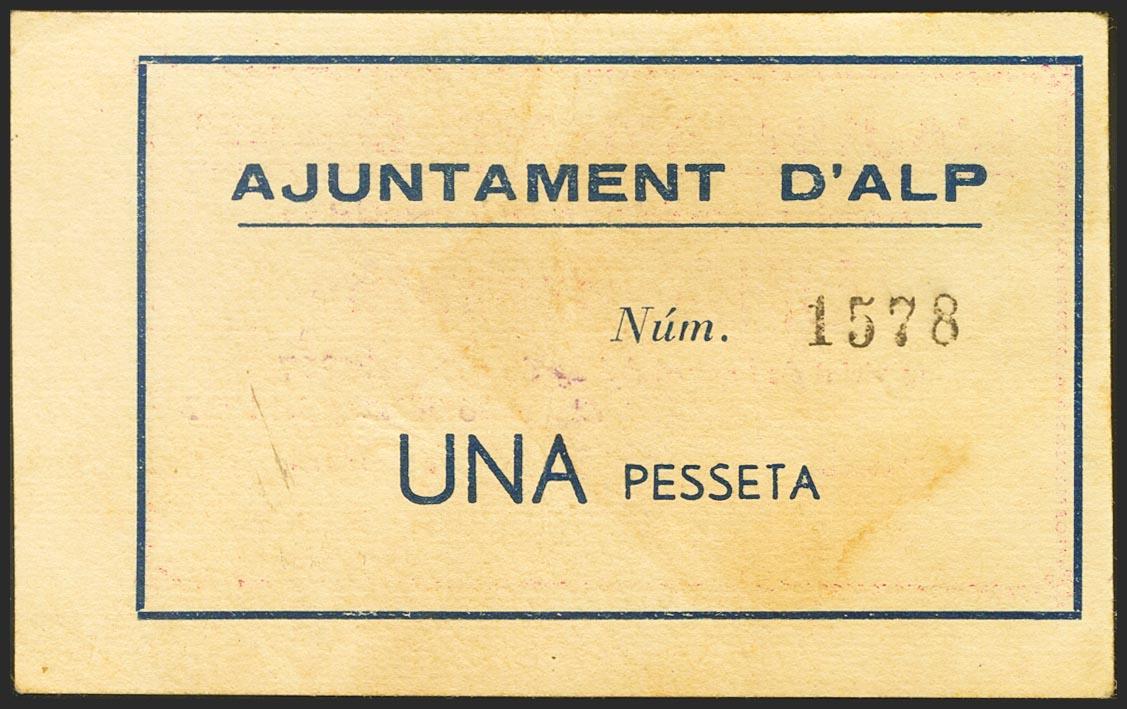 AJUNTAMENT D'ALP
Núm. 1578
UNA PESSETA